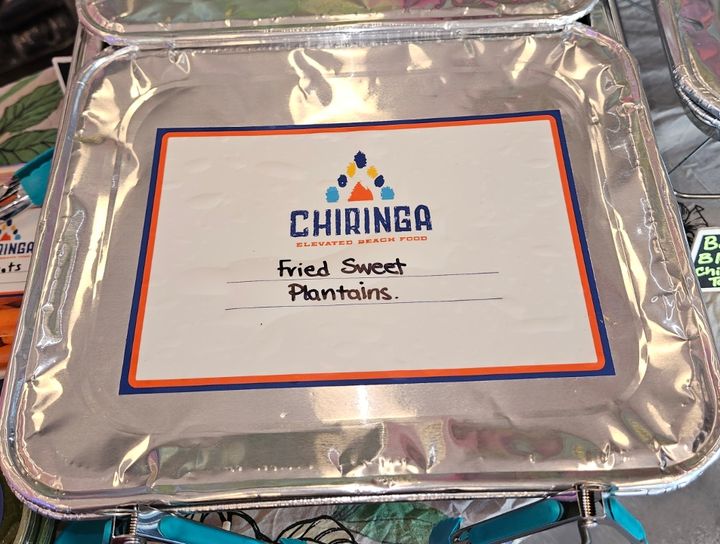 CHIRINGA
ELEVATED BEACH FOOD
Fried Sweet
Plantains.